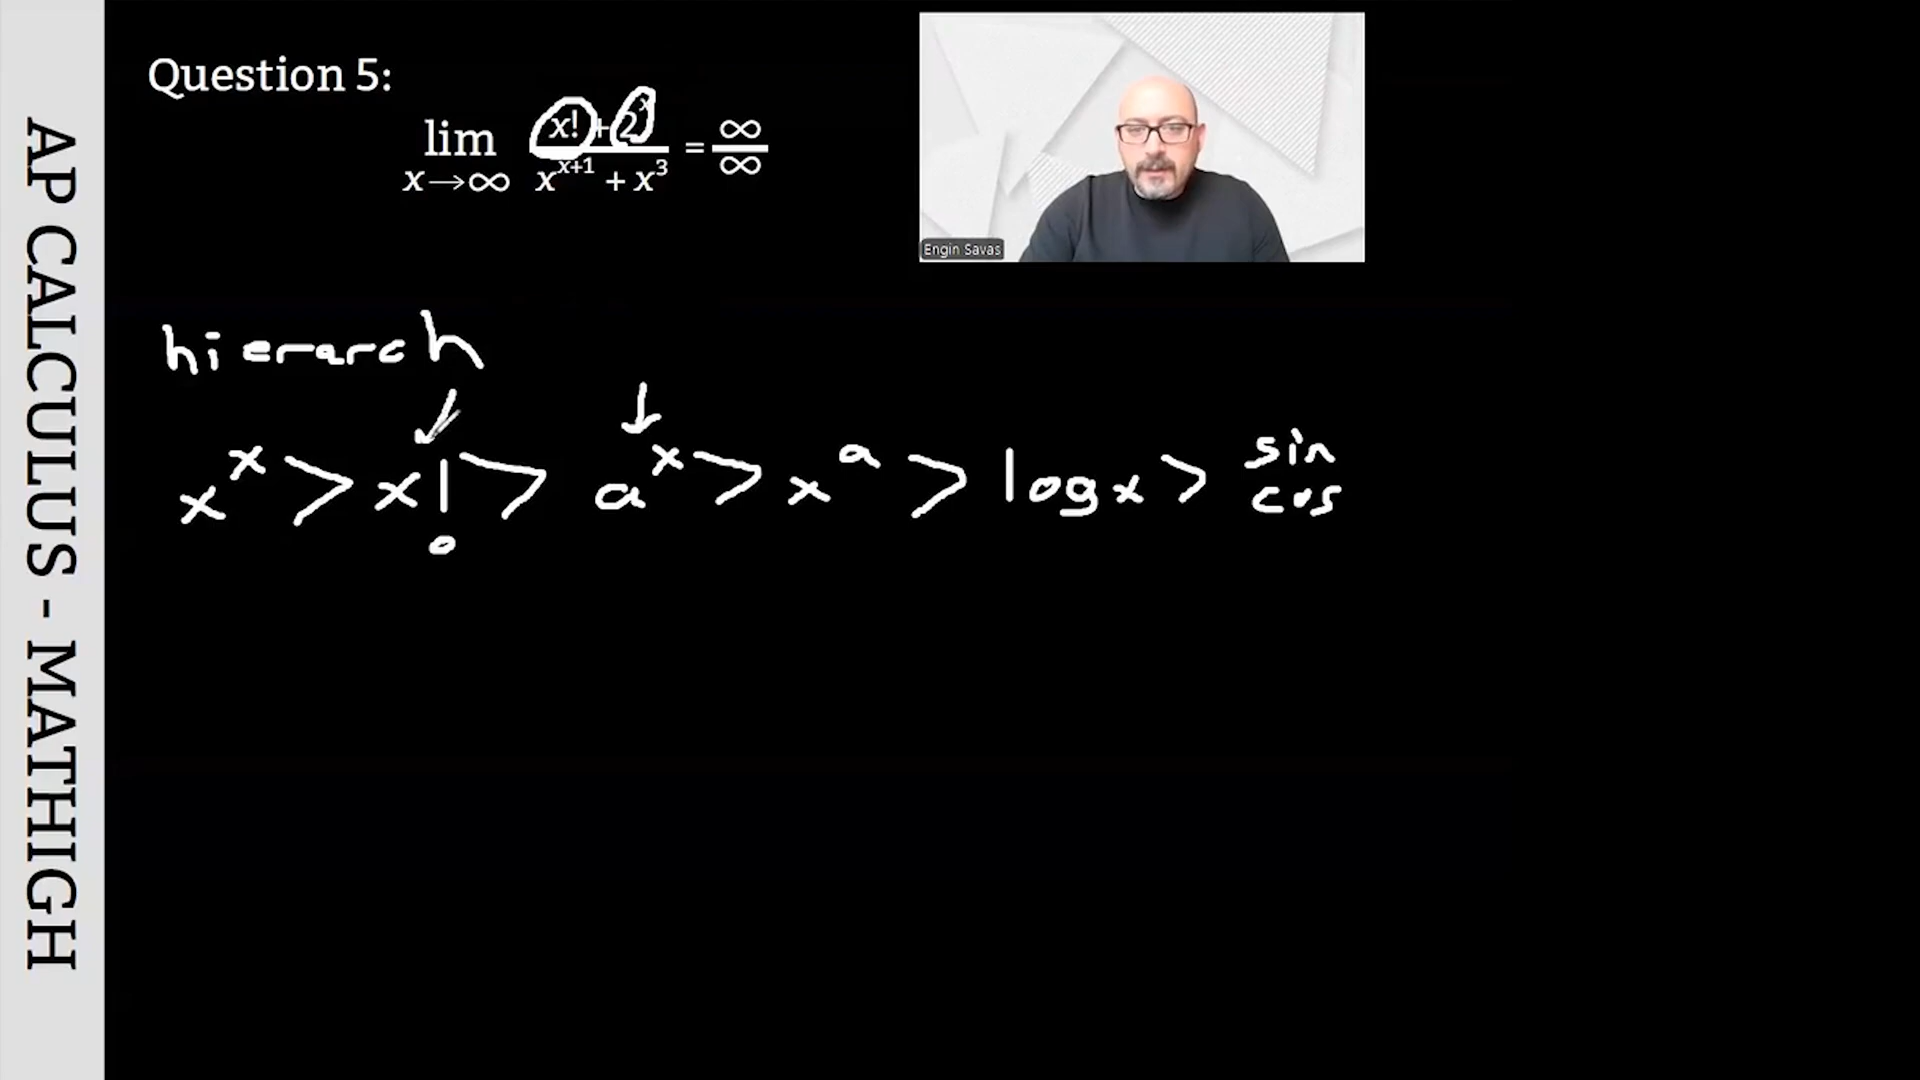 AP CALCULUS - MATHIGH
Question 5:
lim x→∞ (x! + 2^x) / (x^(x+1) + x^3) = ∞/∞
Engin Savas
hierarch
x^x > x! > a^x > x^a > log x > sin cos